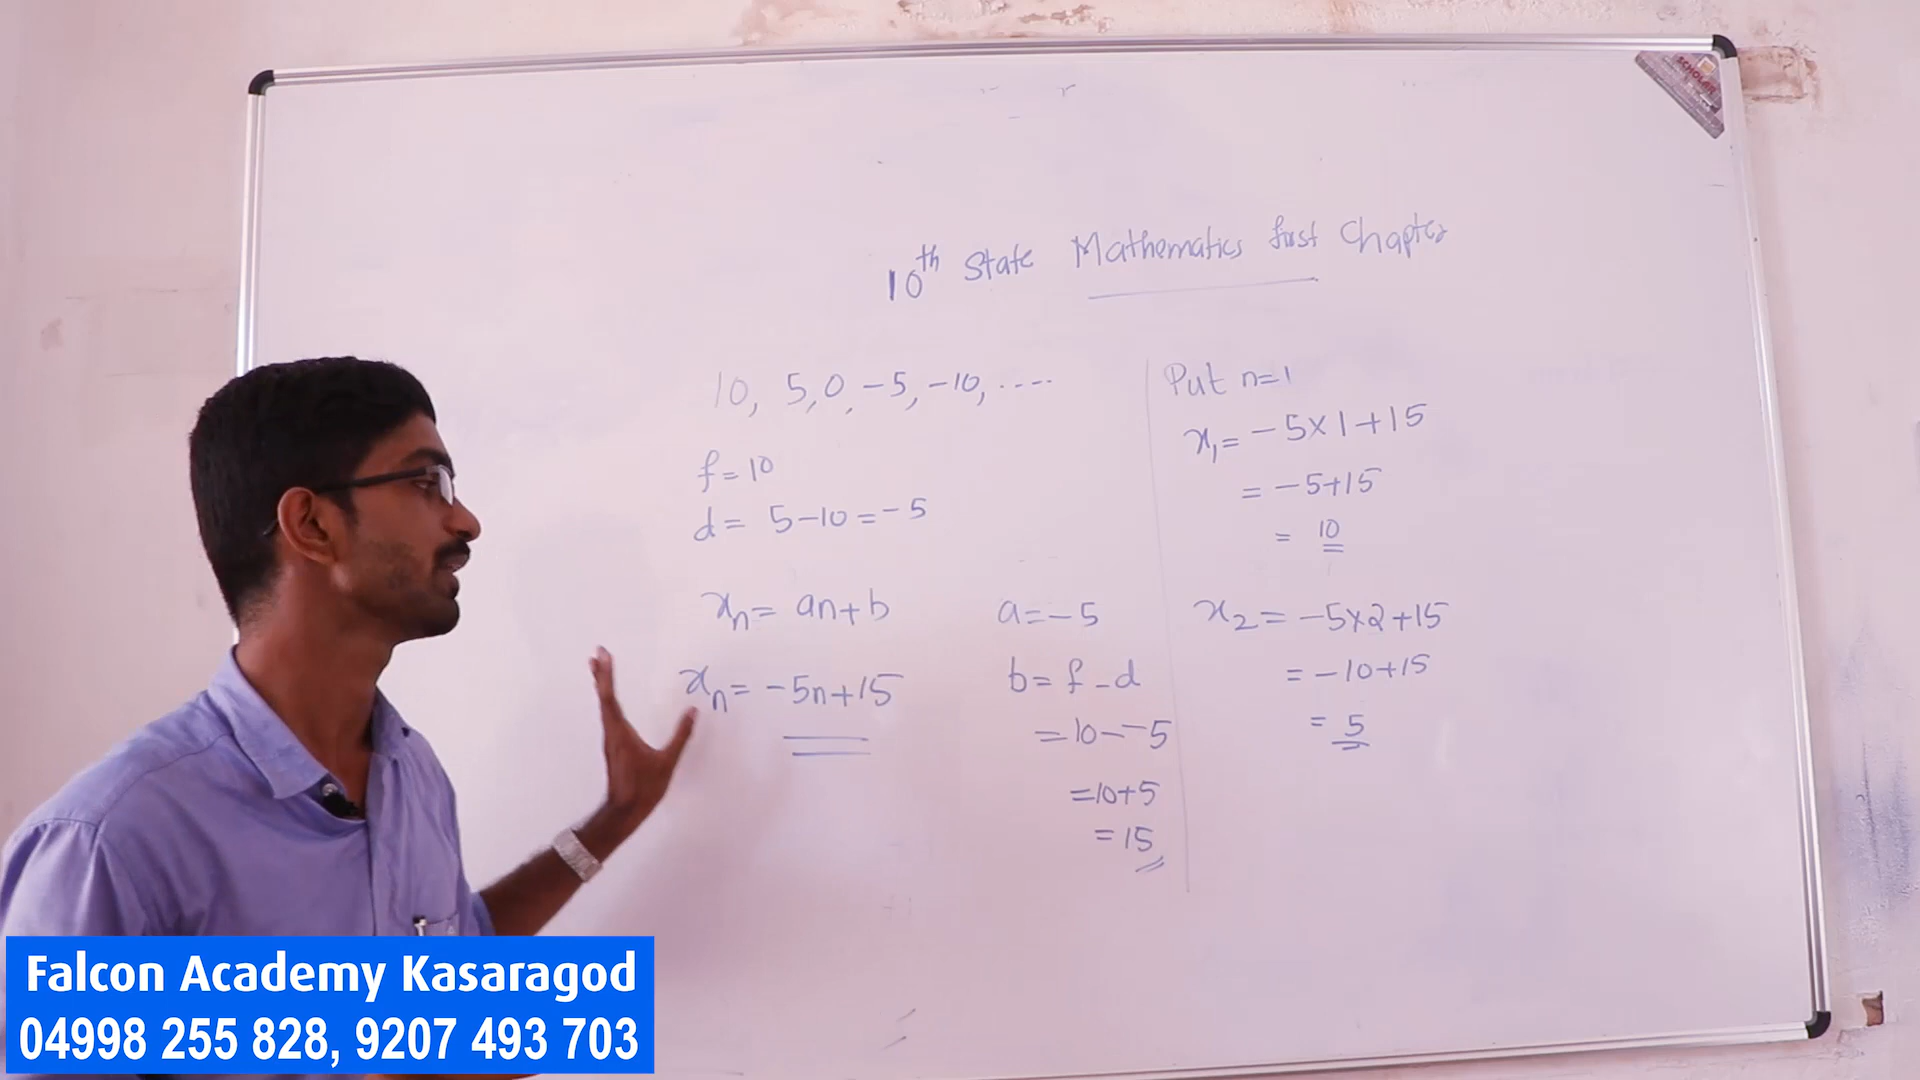 SCHOLAR
10th State Mathematics first Chapter
10, 5, 0, -5, -10, ....
f = 10
d = 5-10 = -5
xn = an + b
xn = -5n+15
a = -5
b = f - d
= 10 - -5
= 10+5
= 15
Put n=1
x1 = -5×1+15
= -5+15
= 10
x2 = -5×2+15
= -10+15
= 5
Falcon Academy Kasaragod
04998 255 828, 9207 493 703